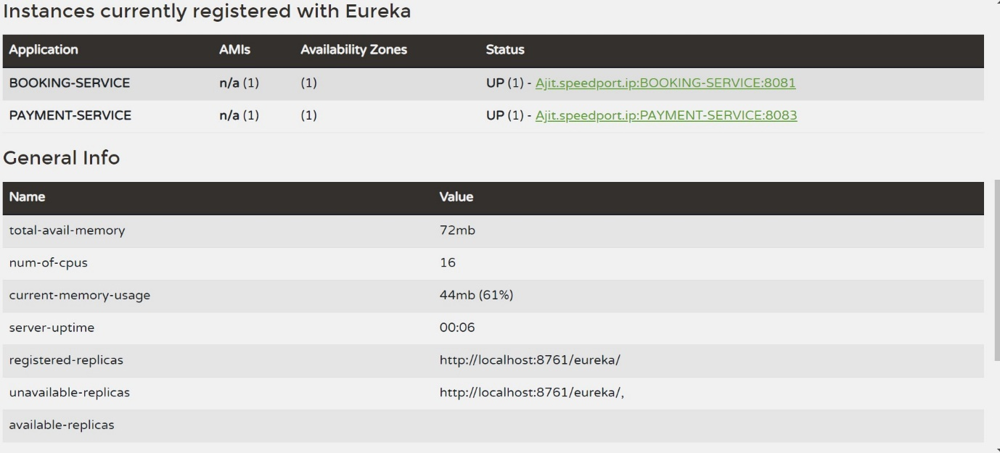 Instances currently registered with Eureka
Application AMIs Availability Zones Status
BOOKING-SERVICE n/a (1) (1) UP (1) - Ajit.speedport.ip:BOOKING-SERVICE:8081
PAYMENT-SERVICE n/a (1) (1) UP (1) - Ajit.speedport.ip:PAYMENT-SERVICE:8083
General Info
Name Value
total-avail-memory 72mb
num-of-cpus 16
current-memory-usage 44mb (61%)
server-uptime 00:06
registered-replicas http://localhost:8761/eureka/
unavailable-replicas http://localhost:8761/eureka/,
available-replicas